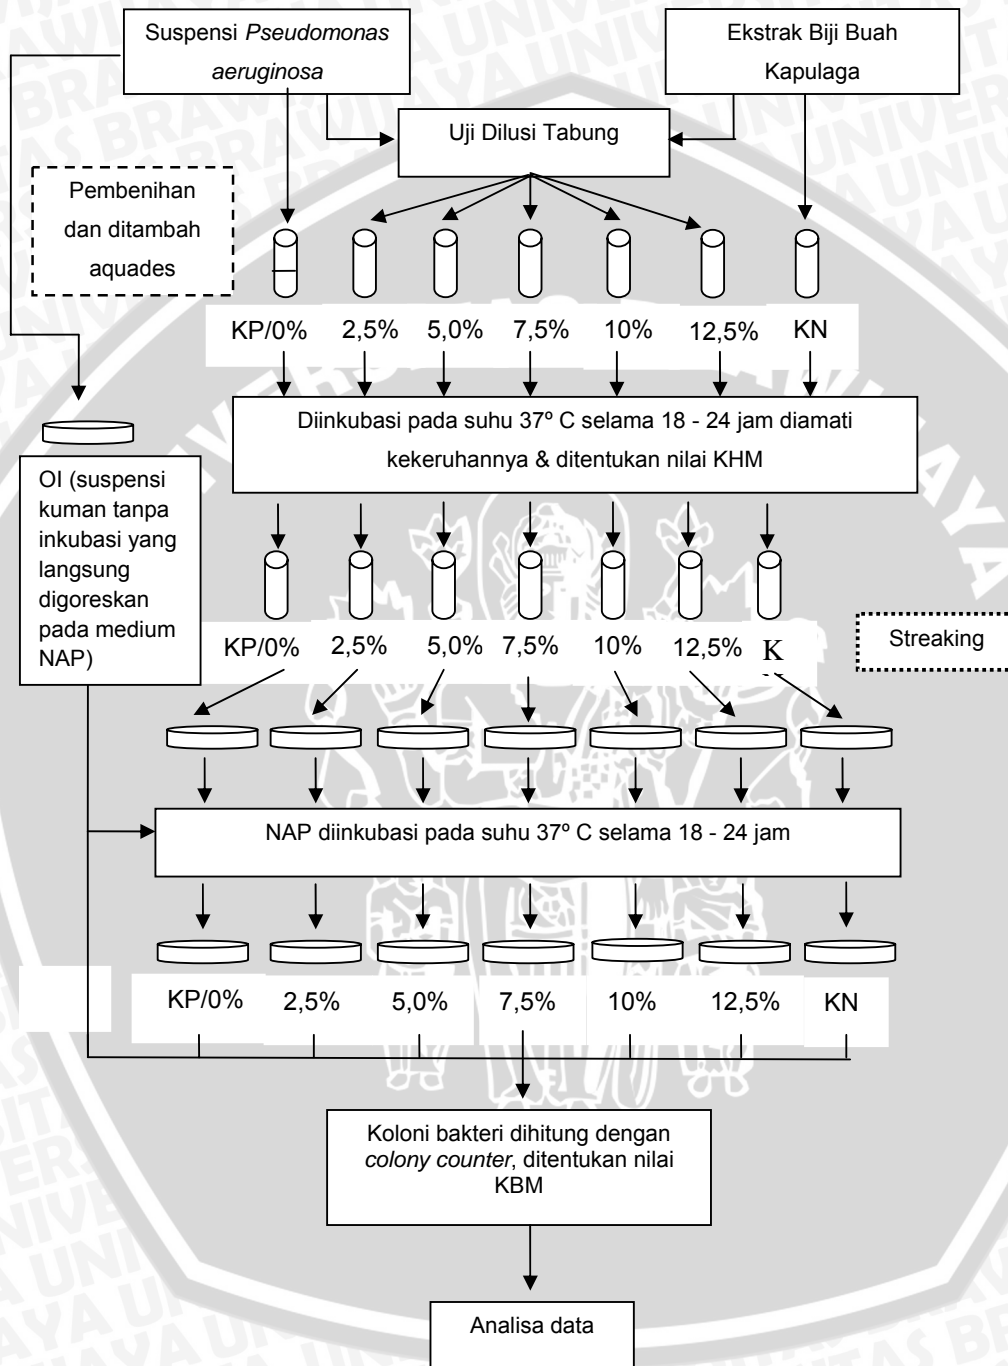 Suspensi Pseudomonas
aeruginosa
Ekstrak Biji Buah
Kapulaga
Uji Dilusi Tabung
Pembenihan
dan ditambah
aquades
KP/0% 2,5% 5,0% 7,5% 10% 12,5% KN
Diinkubasi pada suhu 37º C selama 18 - 24 jam diamati
kekeruhannya & ditentukan nilai KHM
OI (suspensi
kuman tanpa
inkubasi yang
langsung
digoreskan
pada medium
NAP)
KP/0% 2,5% 5,0% 7,5% 10% 12,5% K
Streaking
NAP diinkubasi pada suhu 37º C selama 18 - 24 jam
KP/0% 2,5% 5,0% 7,5% 10% 12,5% KN
Koloni bakteri dihitung dengan
colony counter, ditentukan nilai
KBM
Analisa data